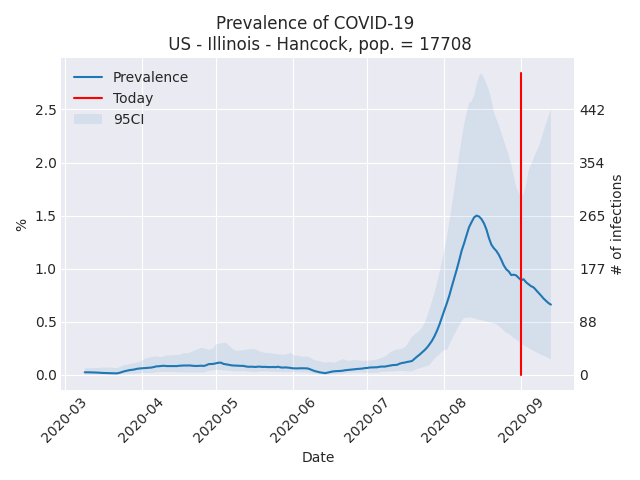 Prevalence of COVID-19
US - Illinois - Hancock, pop. = 17708
Prevalence
Today
95CI
2.5
2.0
1.5
1.0
0.5
0.0
%
442
354
265
177
88
0
# of infections
2020-03
2020-04
2020-05
2020-06
2020-07
2020-08
2020-09
Date